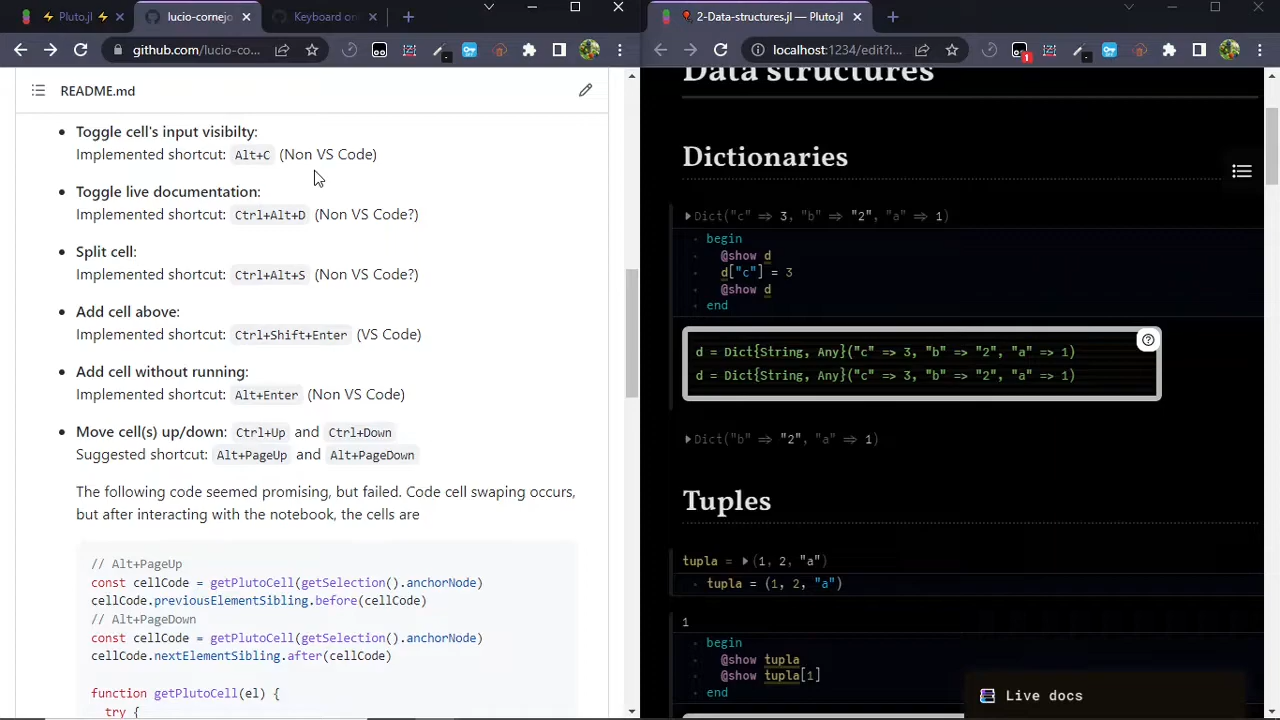 Pluto.jl
lucio-cornejo
Keyboard on
github.com/lucio-co
README.md
Toggle cell's input visibilty:
Implemented shortcut: Alt+C (Non VS Code)
Toggle live documentation:
Implemented shortcut: Ctrl+Alt+D (Non VS Code?)
Split cell:
Implemented shortcut: Ctrl+Alt+S (Non VS Code?)
Add cell above:
Implemented shortcut: Ctrl+Shift+Enter (VS Code)
Add cell without running:
Implemented shortcut: Alt+Enter (Non VS Code)
Move cell(s) up/down: Ctrl+Up and Ctrl+Down
Suggested shortcut: Alt+PageUp and Alt+PageDown
The following code seemed promising, but failed. Code cell swaping occurs,
but after interacting with the notebook, the cells are
// Alt+PageUp
const cellCode = getPlutoCell(getSelection().anchorNode)
cellCode.previousElementSibling.before(cellCode)
// Alt+PageDown
const cellCode = getPlutoCell(getSelection().anchorNode)
cellCode.nextElementSibling.after(cellCode)
function getPlutoCell(el) {
try {
2-Data-structures.jl — Pluto.jl
localhost:1234/edit?i...
1
Data structures
Dictionaries
Dict("c" => 3, "b" => "2", "a" => 1)
begin
@show d
d["c"] = 3
@show d
end
d = Dict{String, Any}("c" => 3, "b" => "2", "a" => 1)
d = Dict{String, Any}("c" => 3, "b" => "2", "a" => 1)
Dict("b" => "2", "a" => 1)
Tuples
tupla = (1, 2, "a")
tupla = (1, 2, "a")
1
begin
@show tupla
@show tupla[1]
end
Live docs